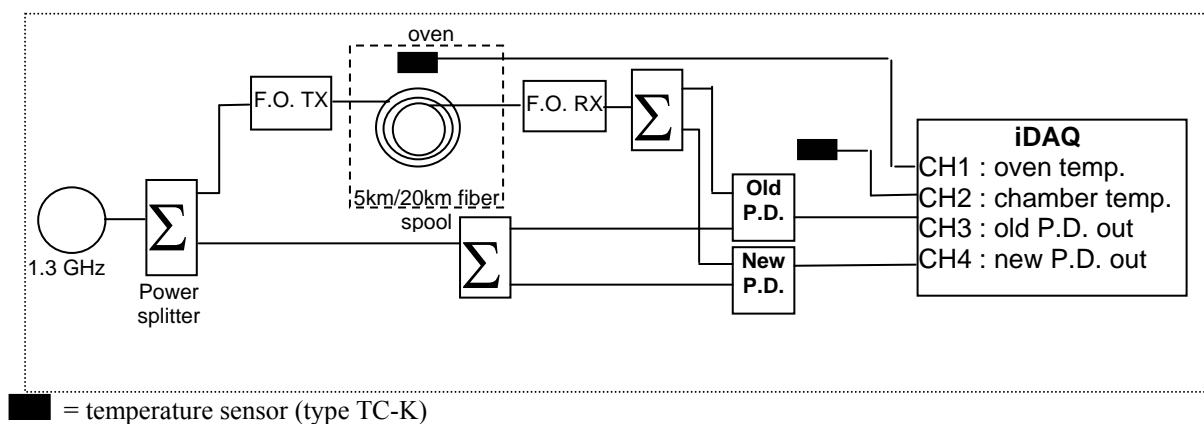 oven
F.O. TX
F.O. RX
Σ
5km/20km fiber
spool
1.3 GHz
Σ
Power
splitter
Σ
Old
P.D.
New
P.D.
iDAQ
CH1 : oven temp.
CH2 : chamber temp.
CH3 : old P.D. out
CH4 : new P.D. out
= temperature sensor (type TC-K)